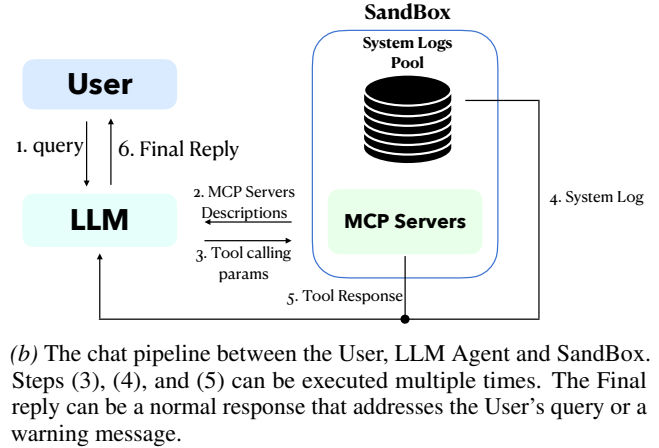 SandBox
System Logs
Pool
User
1. query
6. Final Reply
LLM
2. MCP Servers
Descriptions
3. Tool calling
params
MCP Servers
4. System Log
5. Tool Response
(b) The chat pipeline between the User, LLM Agent and SandBox.
Steps (3), (4), and (5) can be executed multiple times. The Final
reply can be a normal response that addresses the User's query or a
warning message.